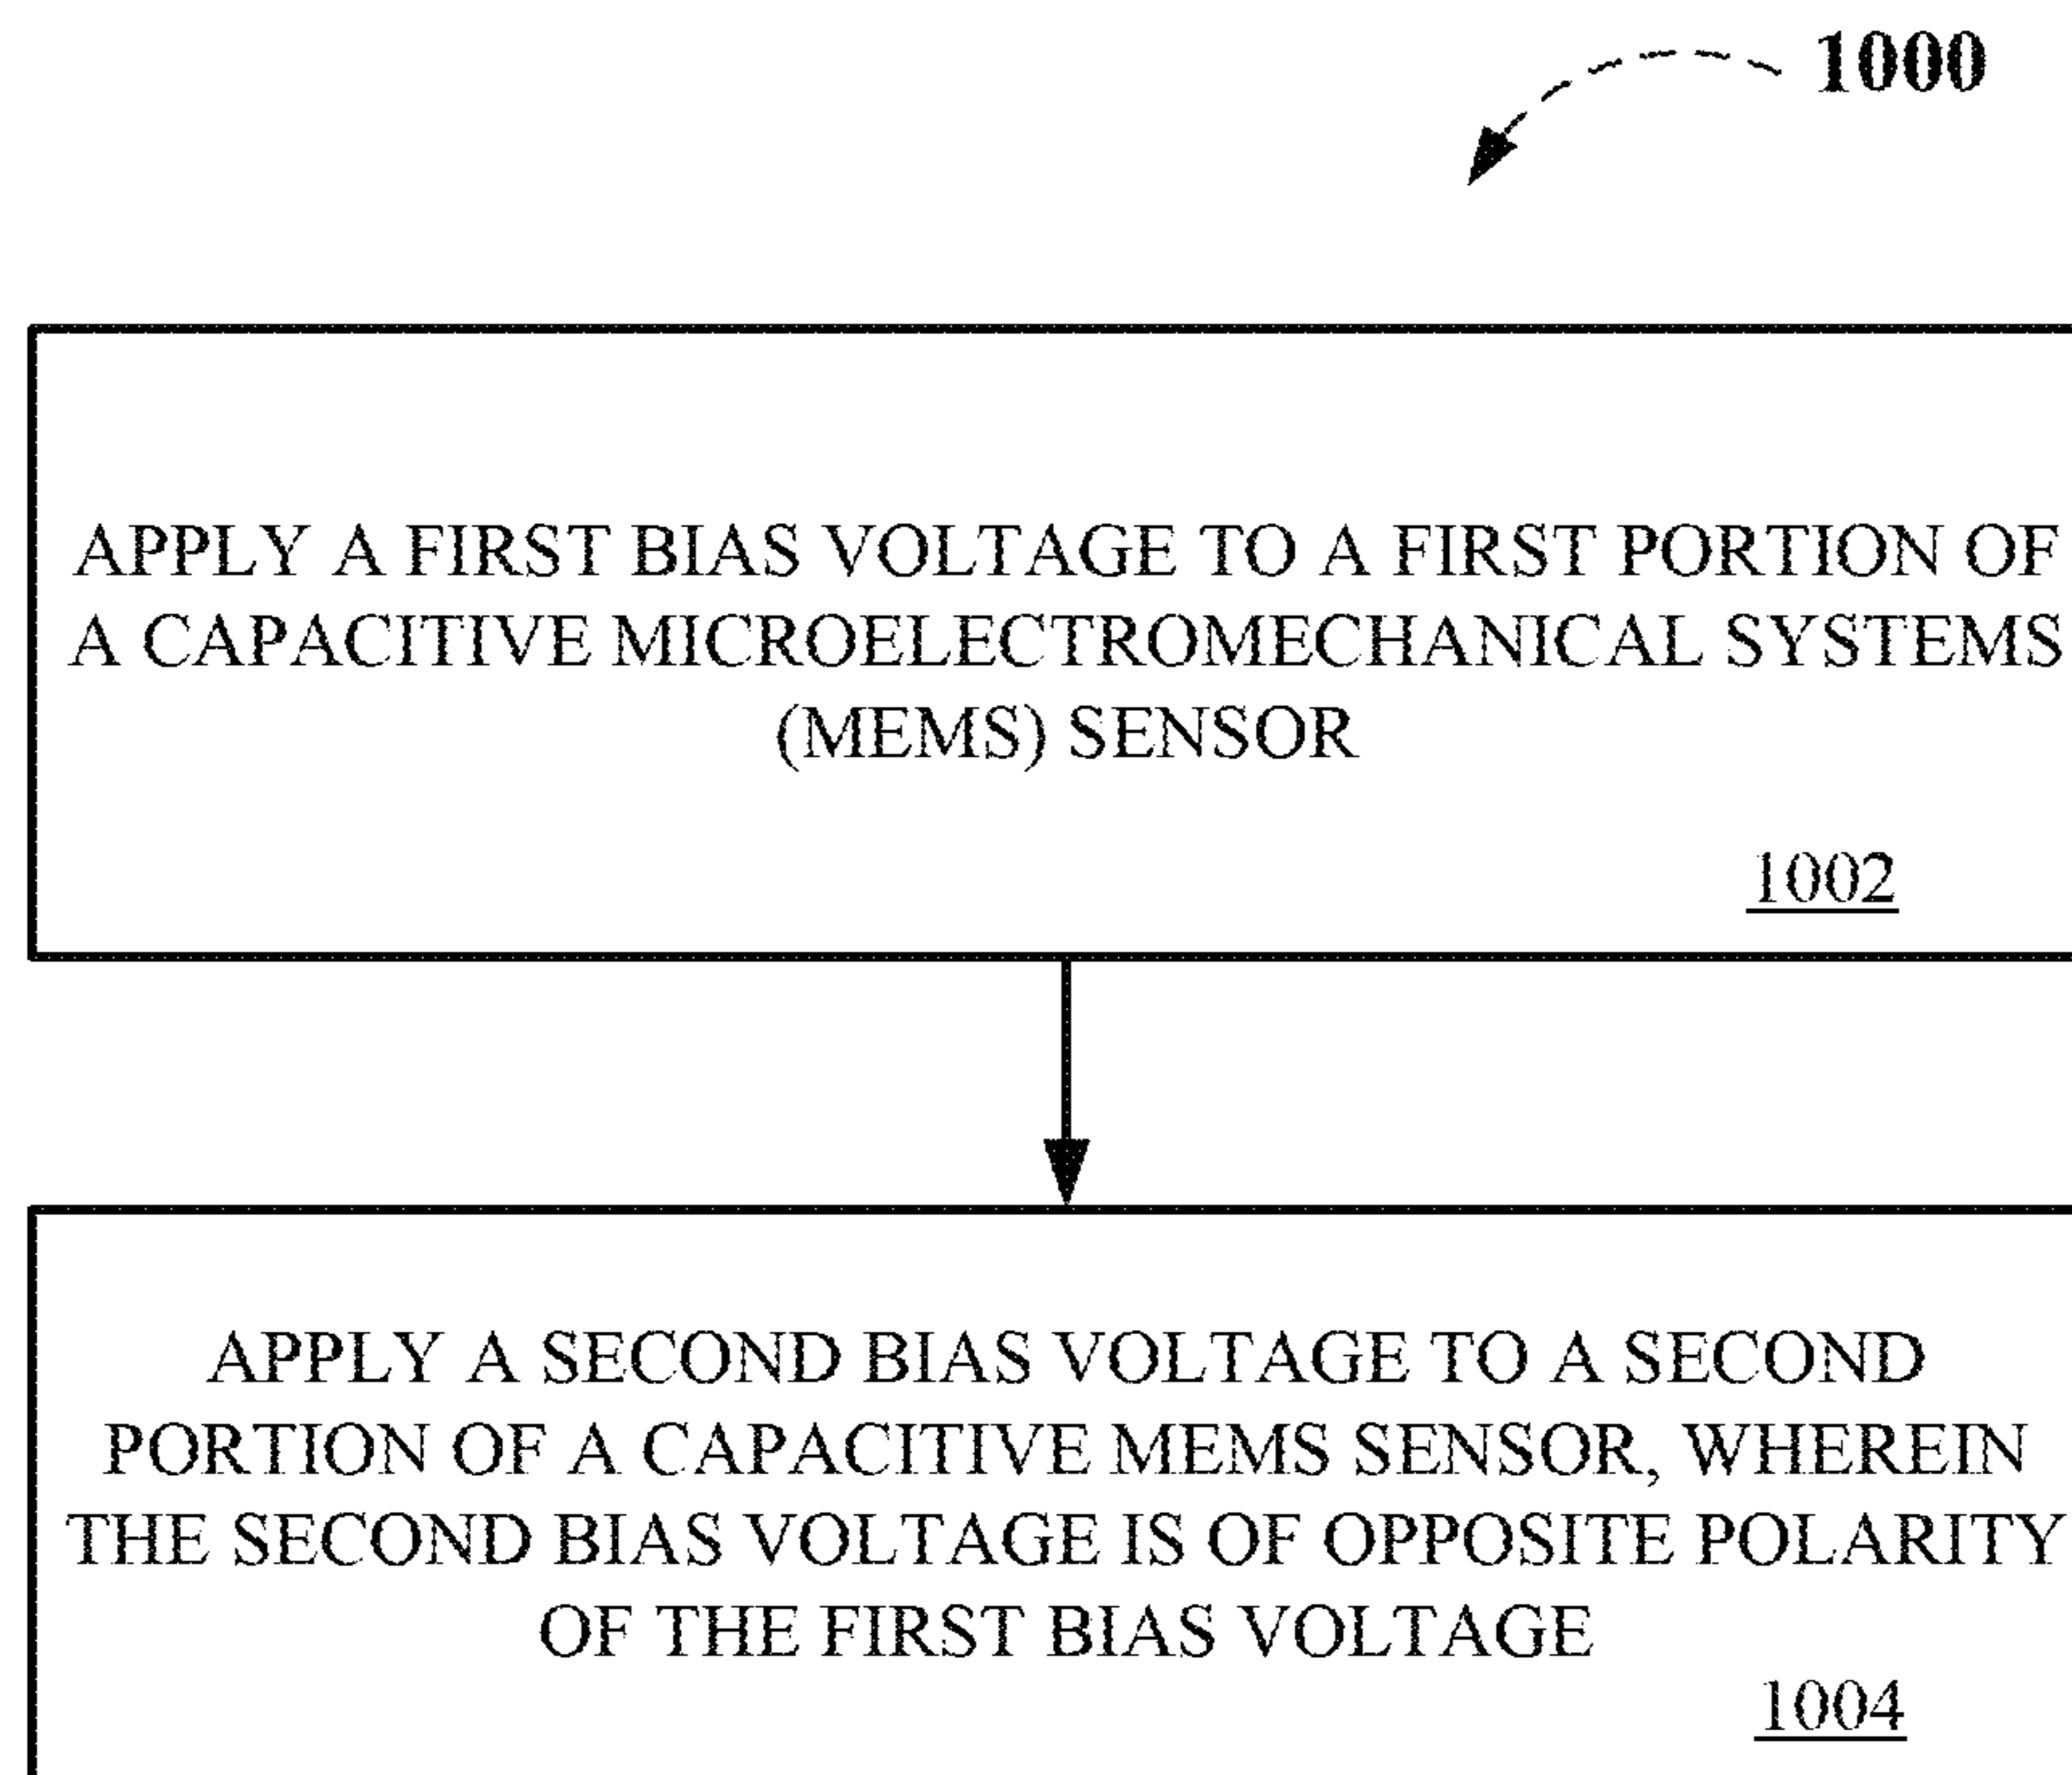 1000
APPLY A FIRST BIAS VOLTAGE TO A FIRST PORTION OF
A CAPACITIVE MICROELECTROMECHANICAL SYSTEMS
(MEMS) SENSOR
1002
APPLY A SECOND BIAS VOLTAGE TO A SECOND
PORTION OF A CAPACITIVE MEMS SENSOR, WHEREIN
THE SECOND BIAS VOLTAGE IS OF OPPOSITE POLARITY
OF THE FIRST BIAS VOLTAGE
1004